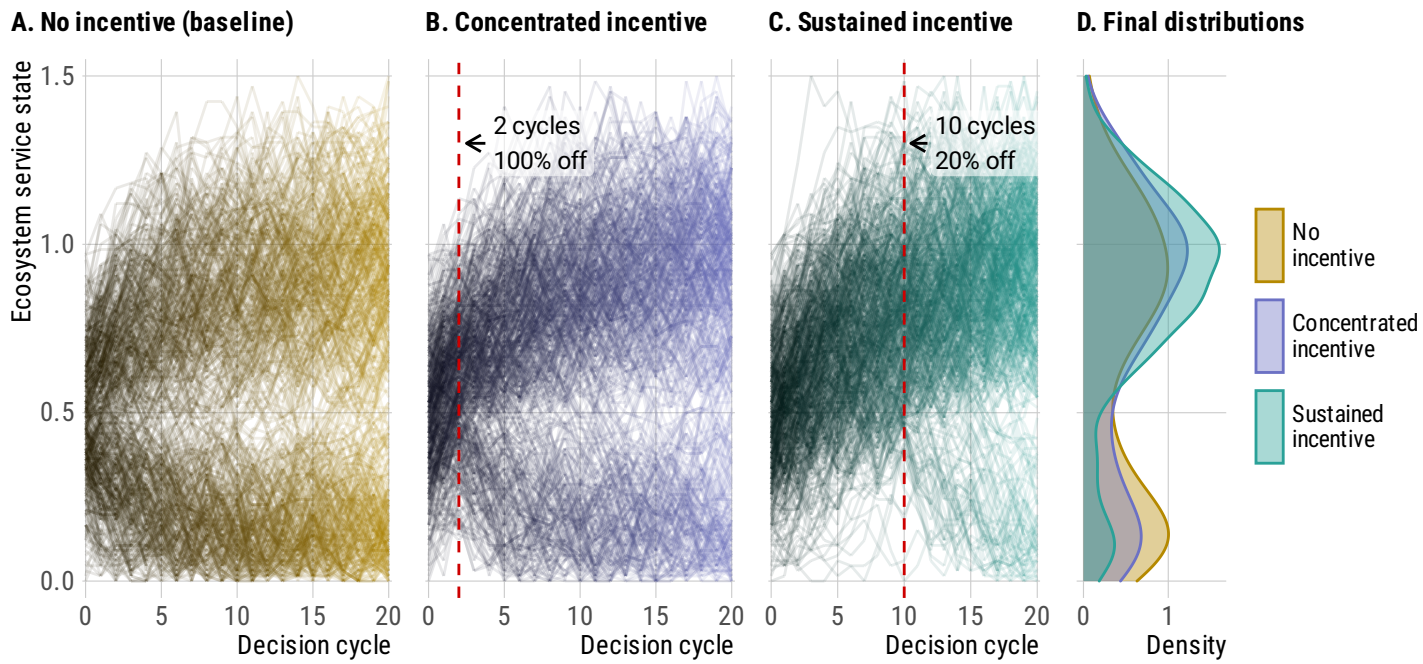 A. No incentive (baseline)
B. Concentrated incentive
C. Sustained incentive
D. Final distributions
Ecosystem service state
1.5
1.0
0.5
0.0
2 cycles
100% off
10 cycles
20% off
No
incentive
Concentrated
incentive
Sustained
incentive
0 5 10 15 20
0 5 10 15 20
0 5 10 15 20
0 1
Decision cycle
Decision cycle
Decision cycle
Density